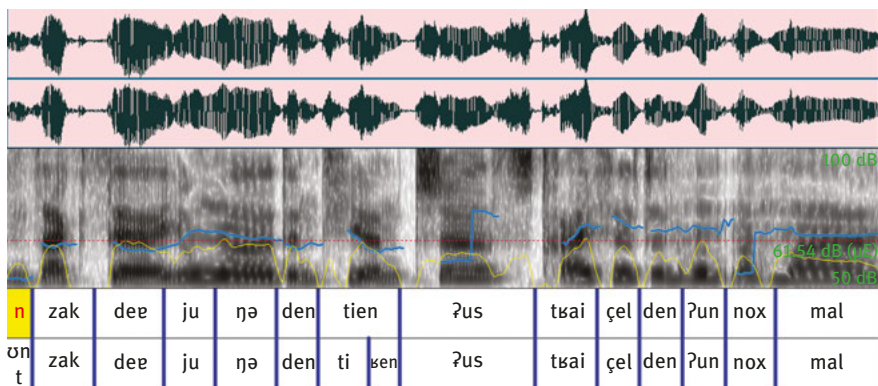 100 dB
61.54 dB (µE)
50 dB
n zak deɐ ju ŋə den tien ʔus tʁai çel den ʔun nox mal
ʊn
t zak deɐ ju ŋə den ti ʁen ʔus tʁai çel den ʔun nox mal